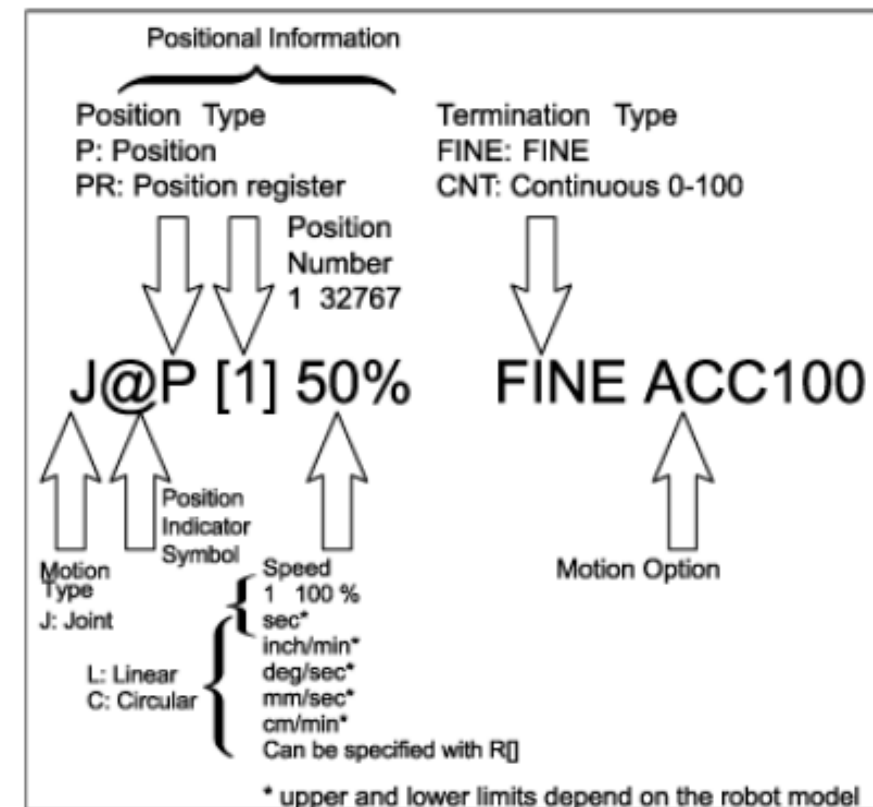 Positional Information
Position Type
P: Position
PR: Position register
Termination Type
FINE: FINE
CNT: Continuous 0-100
Position
Number
1 32767
J@P [1] 50% FINE ACC100
Position
Indicator
Symbol
Motion
Type
J: Joint
Speed
1 100 %
sec*
inch/min*
deg/sec*
mm/sec*
cm/min*
Can be specified with R[]
L: Linear
C: Circular
Motion Option
* upper and lower limits depend on the robot model